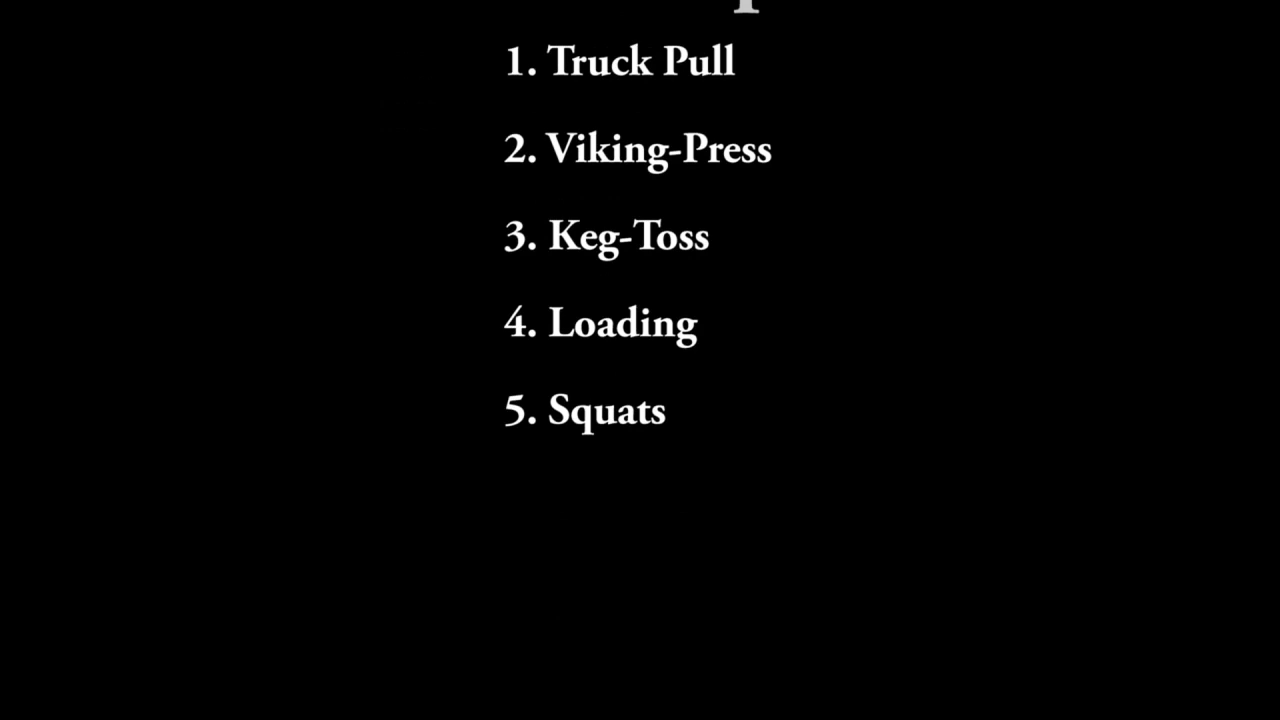 1. Truck Pull
2. Viking-Press
3. Keg-Toss
4. Loading
5. Squats